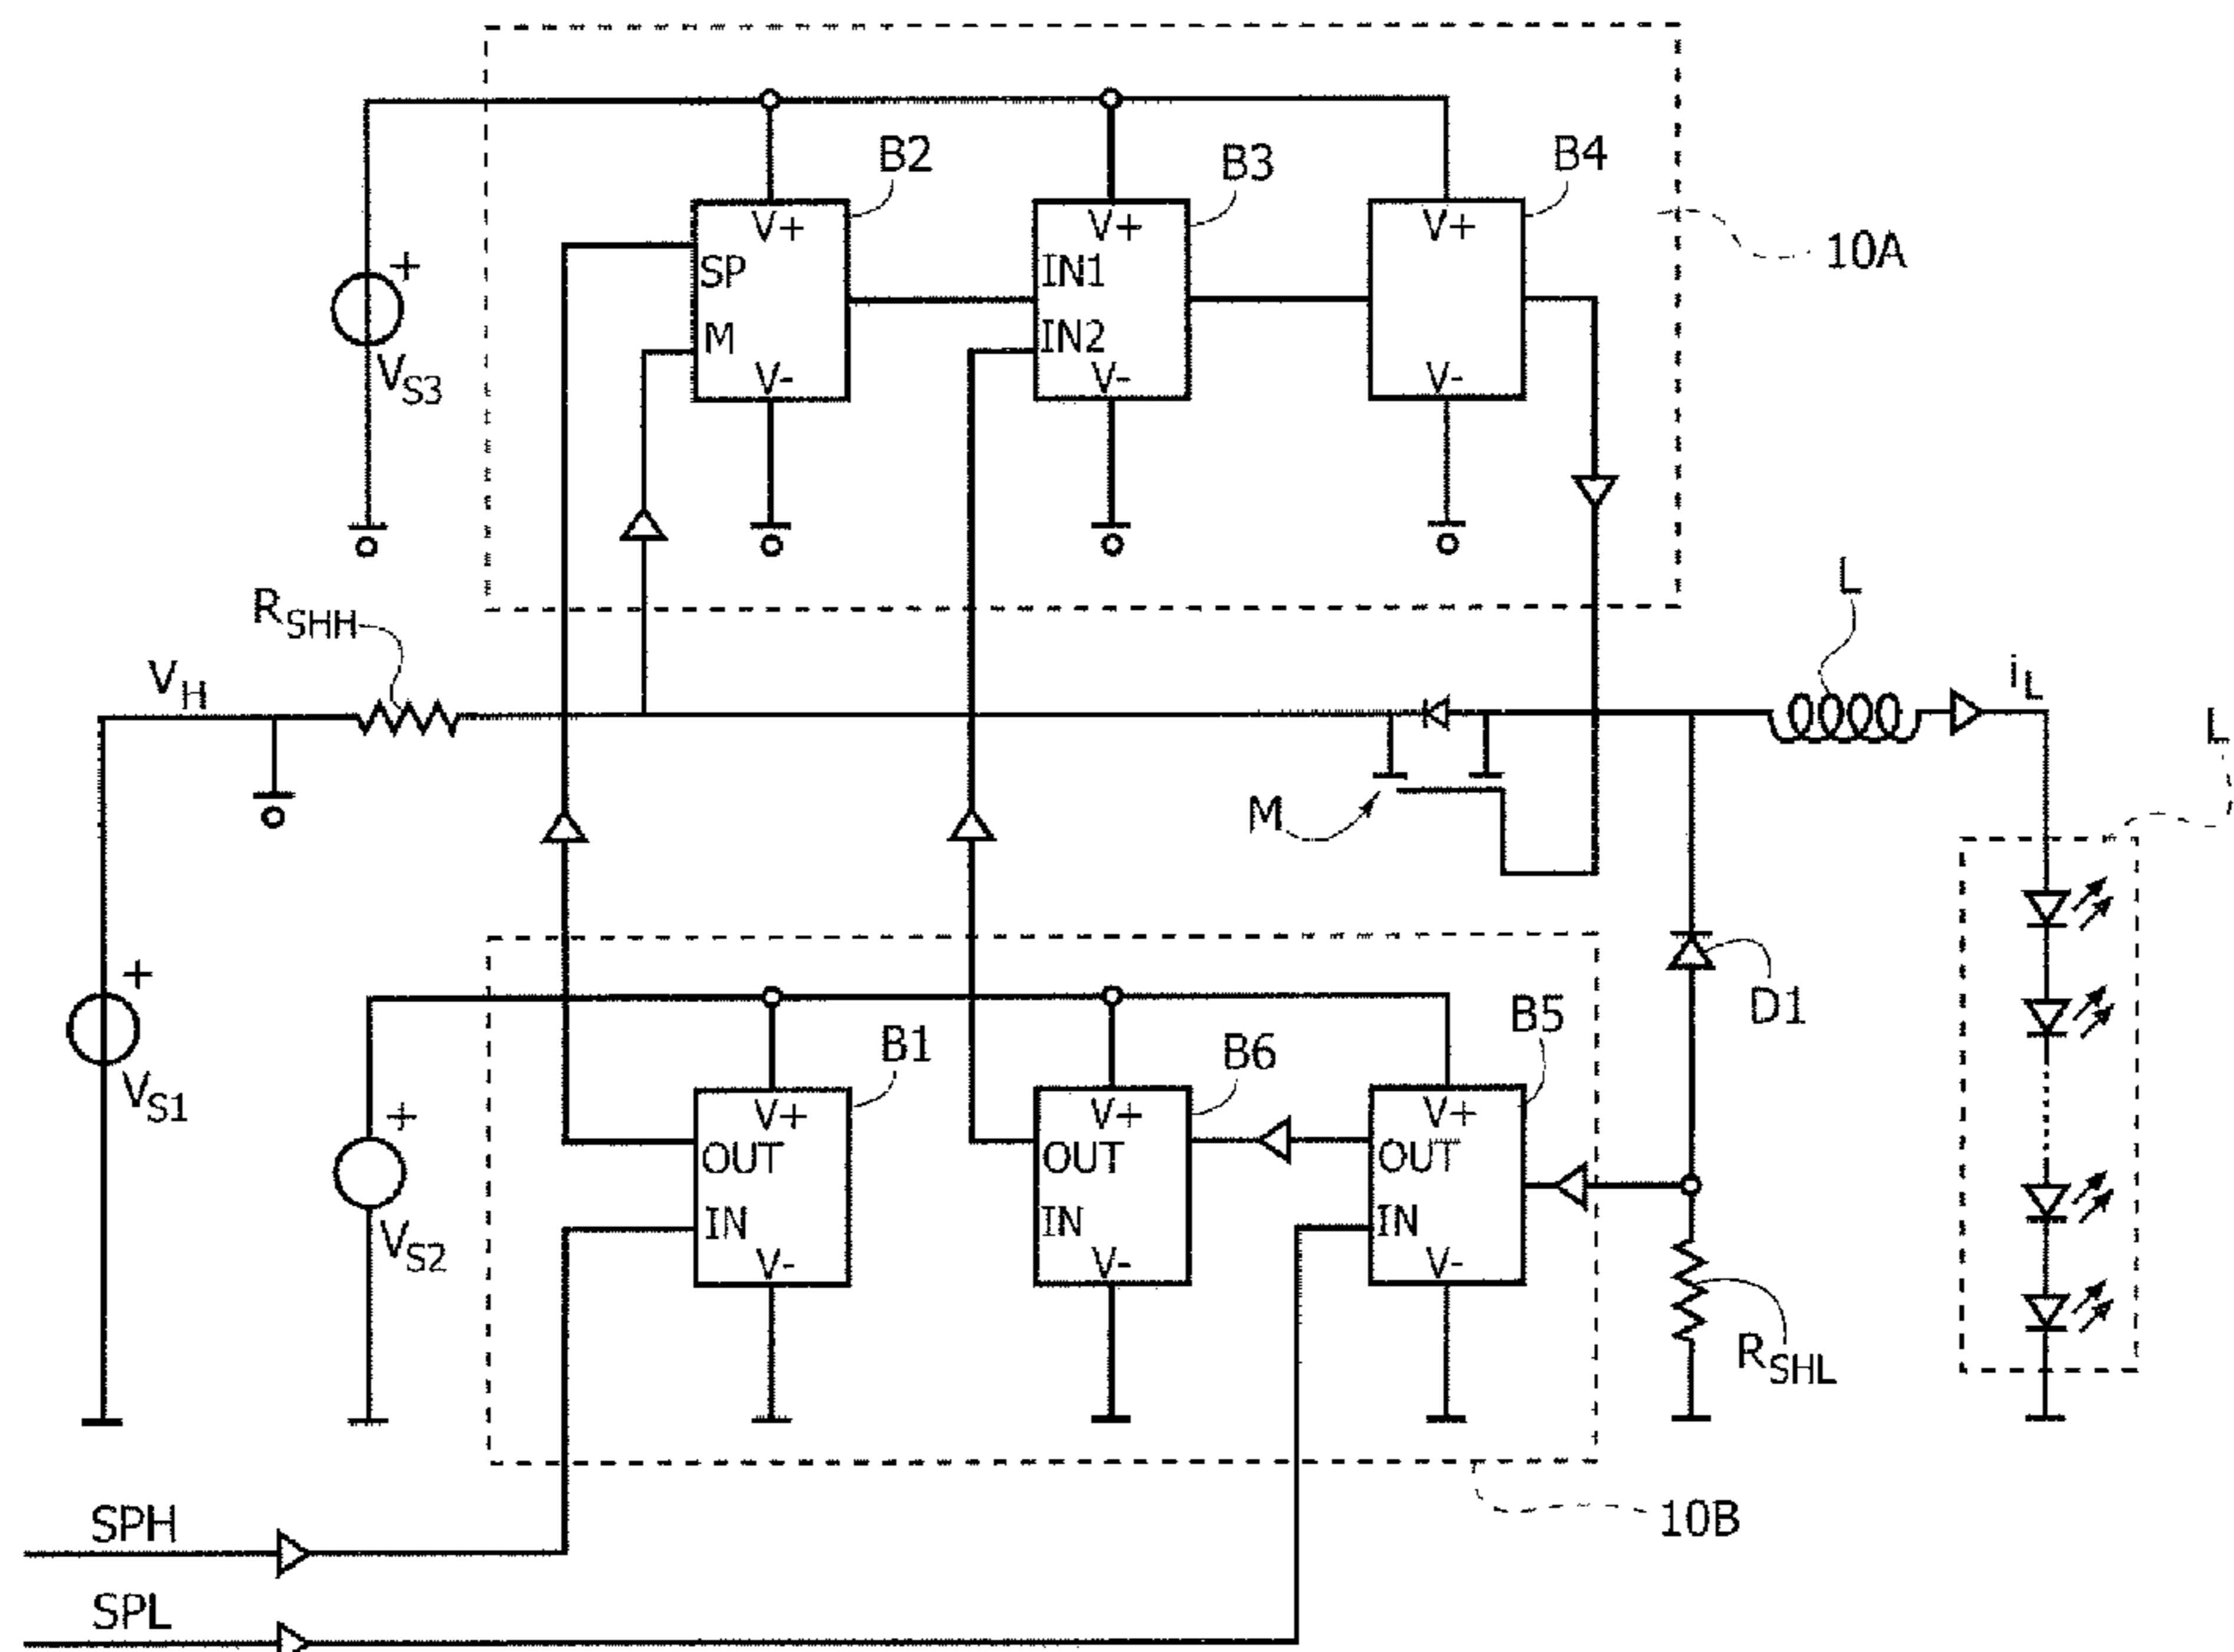 B2
B3
B4
V+
V+
V+
10A
SP
IN1
+
M
IN2
V-
V-
V-
VS3
RSHH
L
VH
iL
L
M
+
D1
B1
B6
B5
VS1
+
V+
V+
V+
OUT
OUT
OUT
IN
IN
IN
VS2
V-
V-
V-
RSHL
10B
SPH
SPL